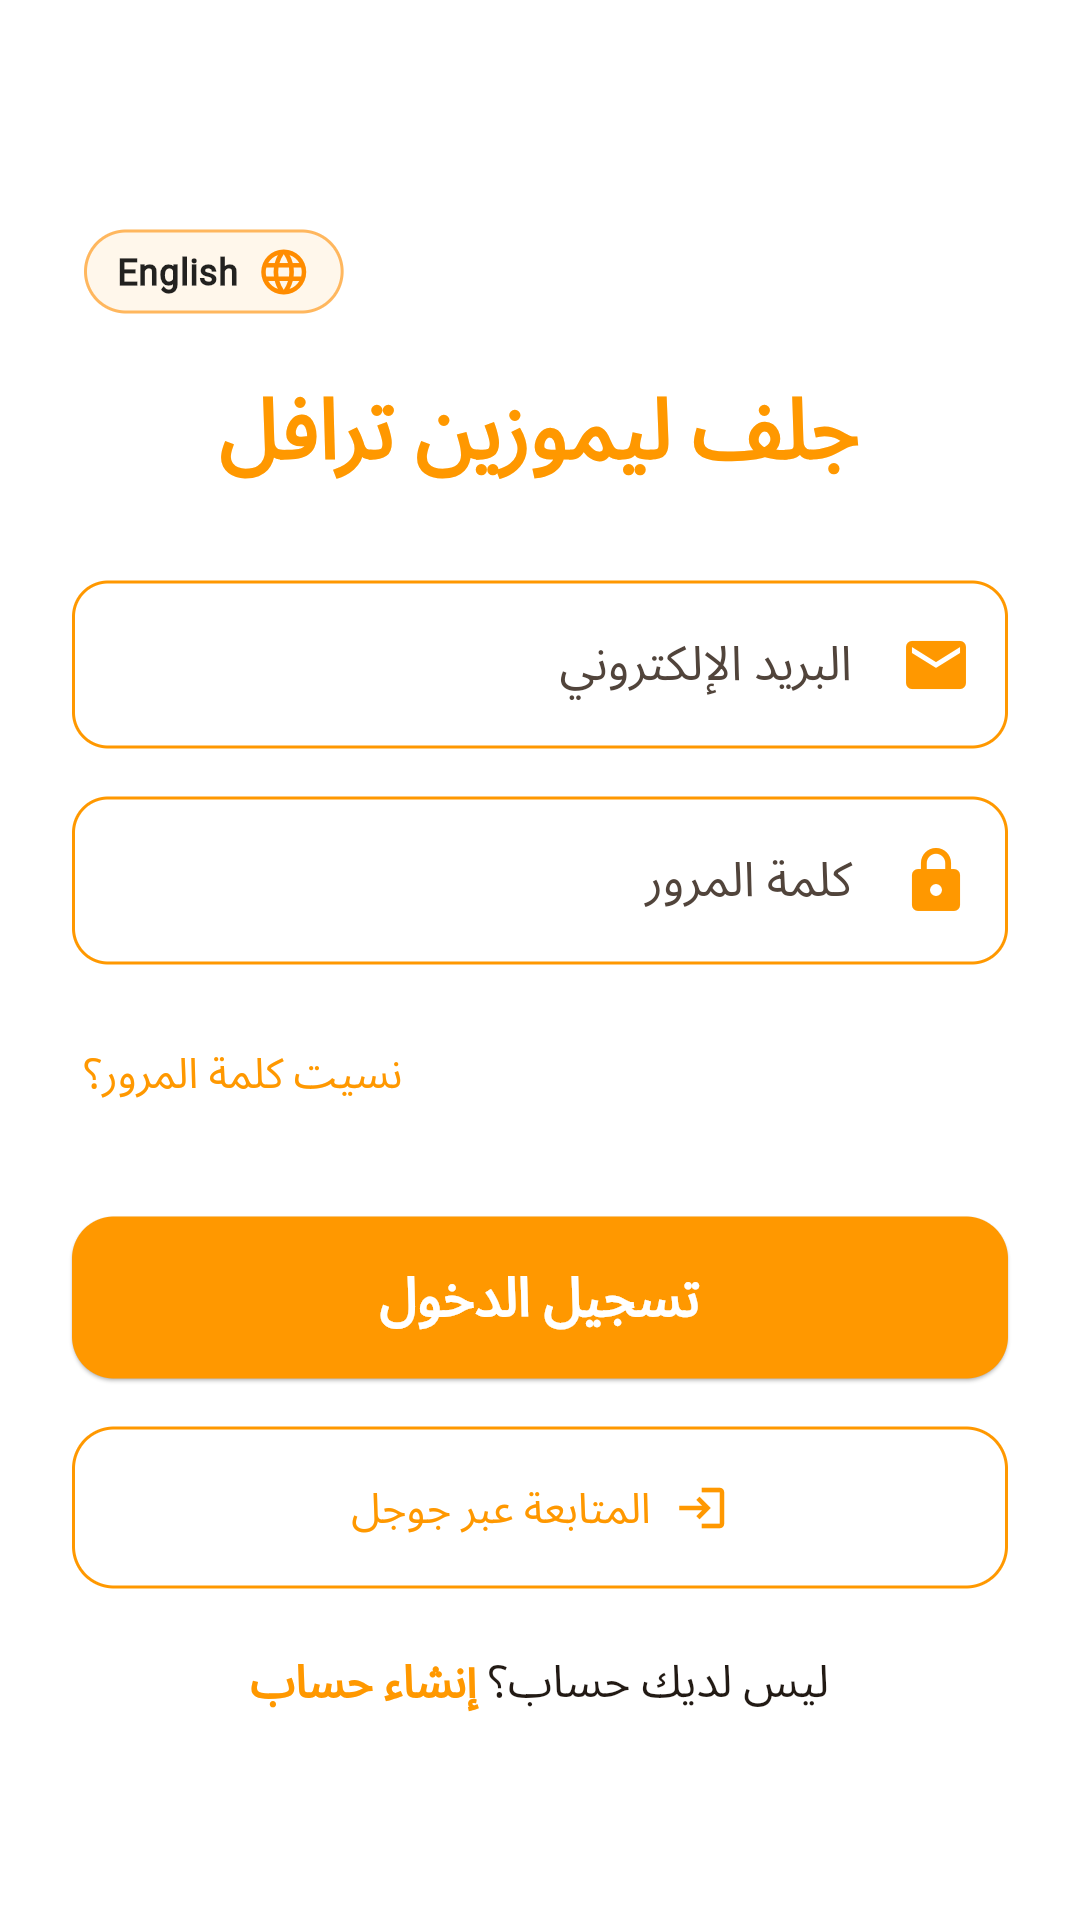 English
جلف ليموزين ترافل
البريد الإلكتروني
كلمة المرور
نسيت كلمة المرور؟
تسجيل الدخول
المتابعة عبر جوجل
ليس لديك حساب؟ إنشاء حساب